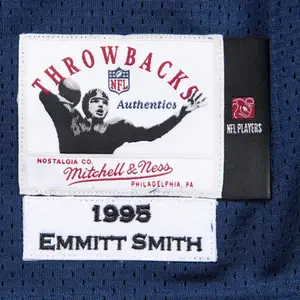 THROWBACKS
NFL
Authentics
NFL PLAYERS
NOSTALGIA CO.
Mitchell & Ness
PHILADELPHIA, PA
1995
EMMITT SMITH